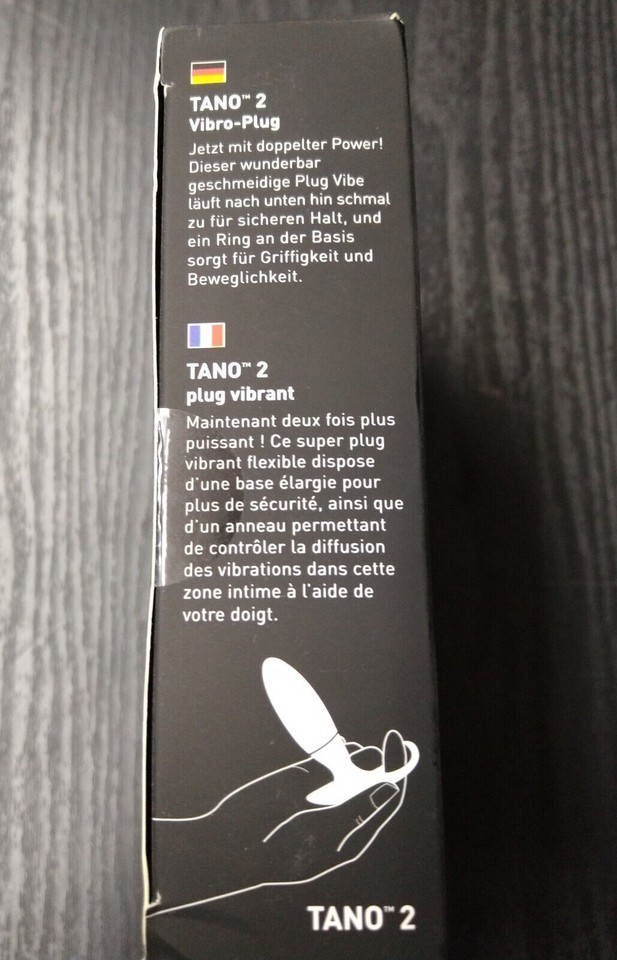 TANO™ 2
Vibro-Plug
Jetzt mit doppelter Power!
Dieser wunderbar
geschmeidige Plug Vibe
läuft nach unten hin schmal
zu für sicheren Halt, und
ein Ring an der Basis
sorgt für Griffigkeit und
Beweglichkeit.
TANO™ 2
plug vibrant
Maintenant deux fois plus
puissant ! Ce super plug
vibrant flexible dispose
d'une base élargie pour
plus de sécurité, ainsi que
d'un anneau permettant
de contrôler la diffusion
des vibrations dans cette
zone intime à l'aide de
votre doigt.
TANO™ 2